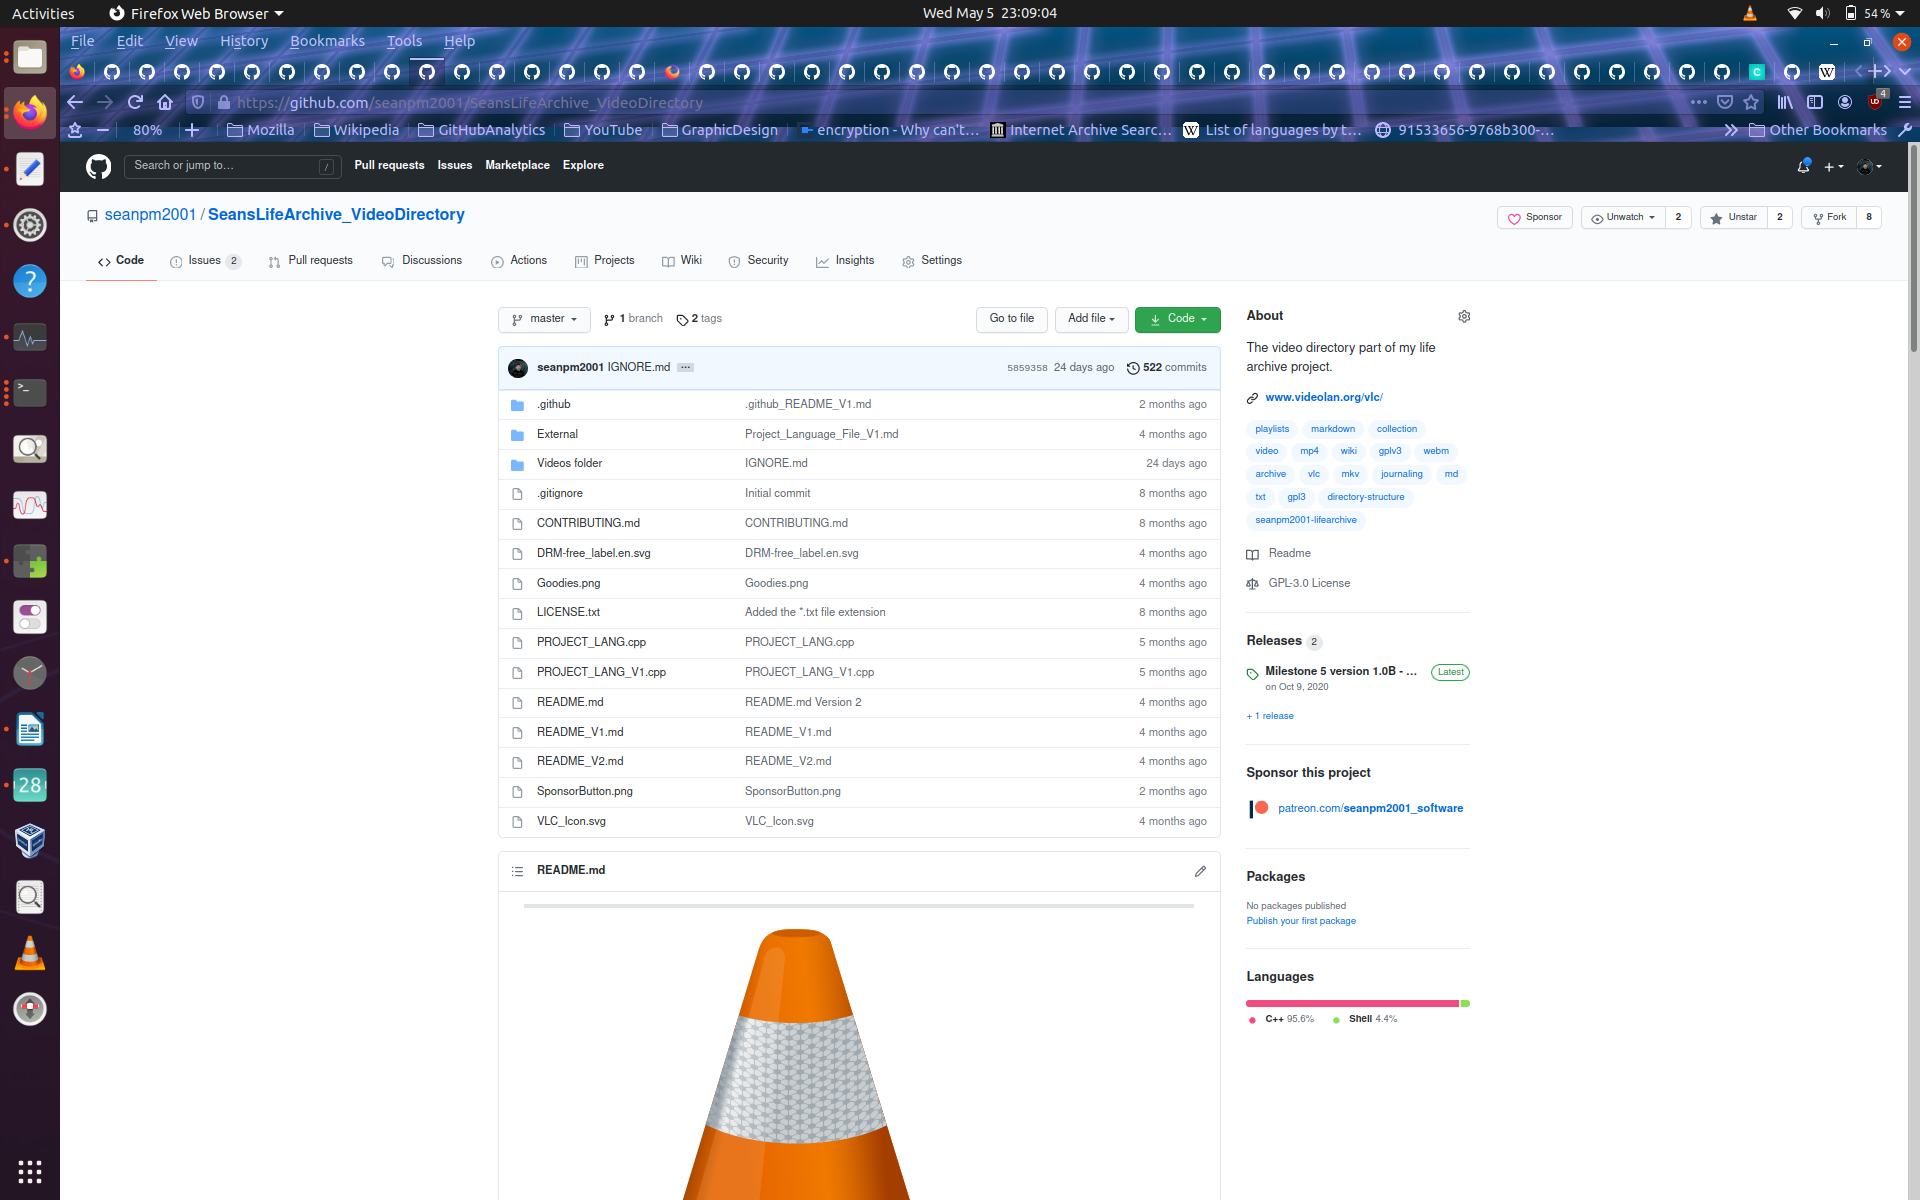 Activities Firefox Web Browser Wed May 5 23:09:04 54 %
File Edit View History Bookmarks Tools Help
https://github.com/seanpm2001/SeansLifeArchive_VideoDirectory 4
80% Mozilla Wikipedia GitHubAnalytics YouTube GraphicDesign encryption - Why can't… Internet Archive Searc… List of languages by t… 91533656-9768b300-… Other Bookmarks
Search or jump to… / Pull requests Issues Marketplace Explore
seanpm2001 / SeansLifeArchive_VideoDirectory Sponsor Unwatch 2 Unstar 2 Fork 8
Code Issues 2 Pull requests Discussions Actions Projects Wiki Security Insights Settings
master 1 branch 2 tags Go to file Add file Code
seanpm2001 IGNORE.md ... 5859358 24 days ago 522 commits
.github .github_README_V1.md 2 months ago
External Project_Language_File_V1.md 4 months ago
Videos folder IGNORE.md 24 days ago
.gitignore Initial commit 8 months ago
CONTRIBUTING.md CONTRIBUTING.md 8 months ago
DRM-free_label.en.svg DRM-free_label.en.svg 4 months ago
Goodies.png Goodies.png 4 months ago
LICENSE.txt Added the *.txt file extension 8 months ago
PROJECT_LANG.cpp PROJECT_LANG.cpp 5 months ago
PROJECT_LANG_V1.cpp PROJECT_LANG_V1.cpp 5 months ago
README.md README.md Version 2 4 months ago
README_V1.md README_V1.md 4 months ago
README_V2.md README_V2.md 4 months ago
SponsorButton.png SponsorButton.png 2 months ago
VLC_Icon.svg VLC_Icon.svg 4 months ago
README.md
About
The video directory part of my life
archive project.
www.videolan.org/vlc/
playlists markdown collection
video mp4 wiki gplv3 webm
archive vlc mkv journaling md
txt gpl3 directory-structure
seanpm2001-lifearchive
Readme
GPL-3.0 License
Releases 2
Milestone 5 version 1.0B - … Latest
on Oct 9, 2020
+ 1 release
Sponsor this project
patreon.com/seanpm2001_software
Packages
No packages published
Publish your first package
Languages
C++ 95.6% Shell 4.4%
28